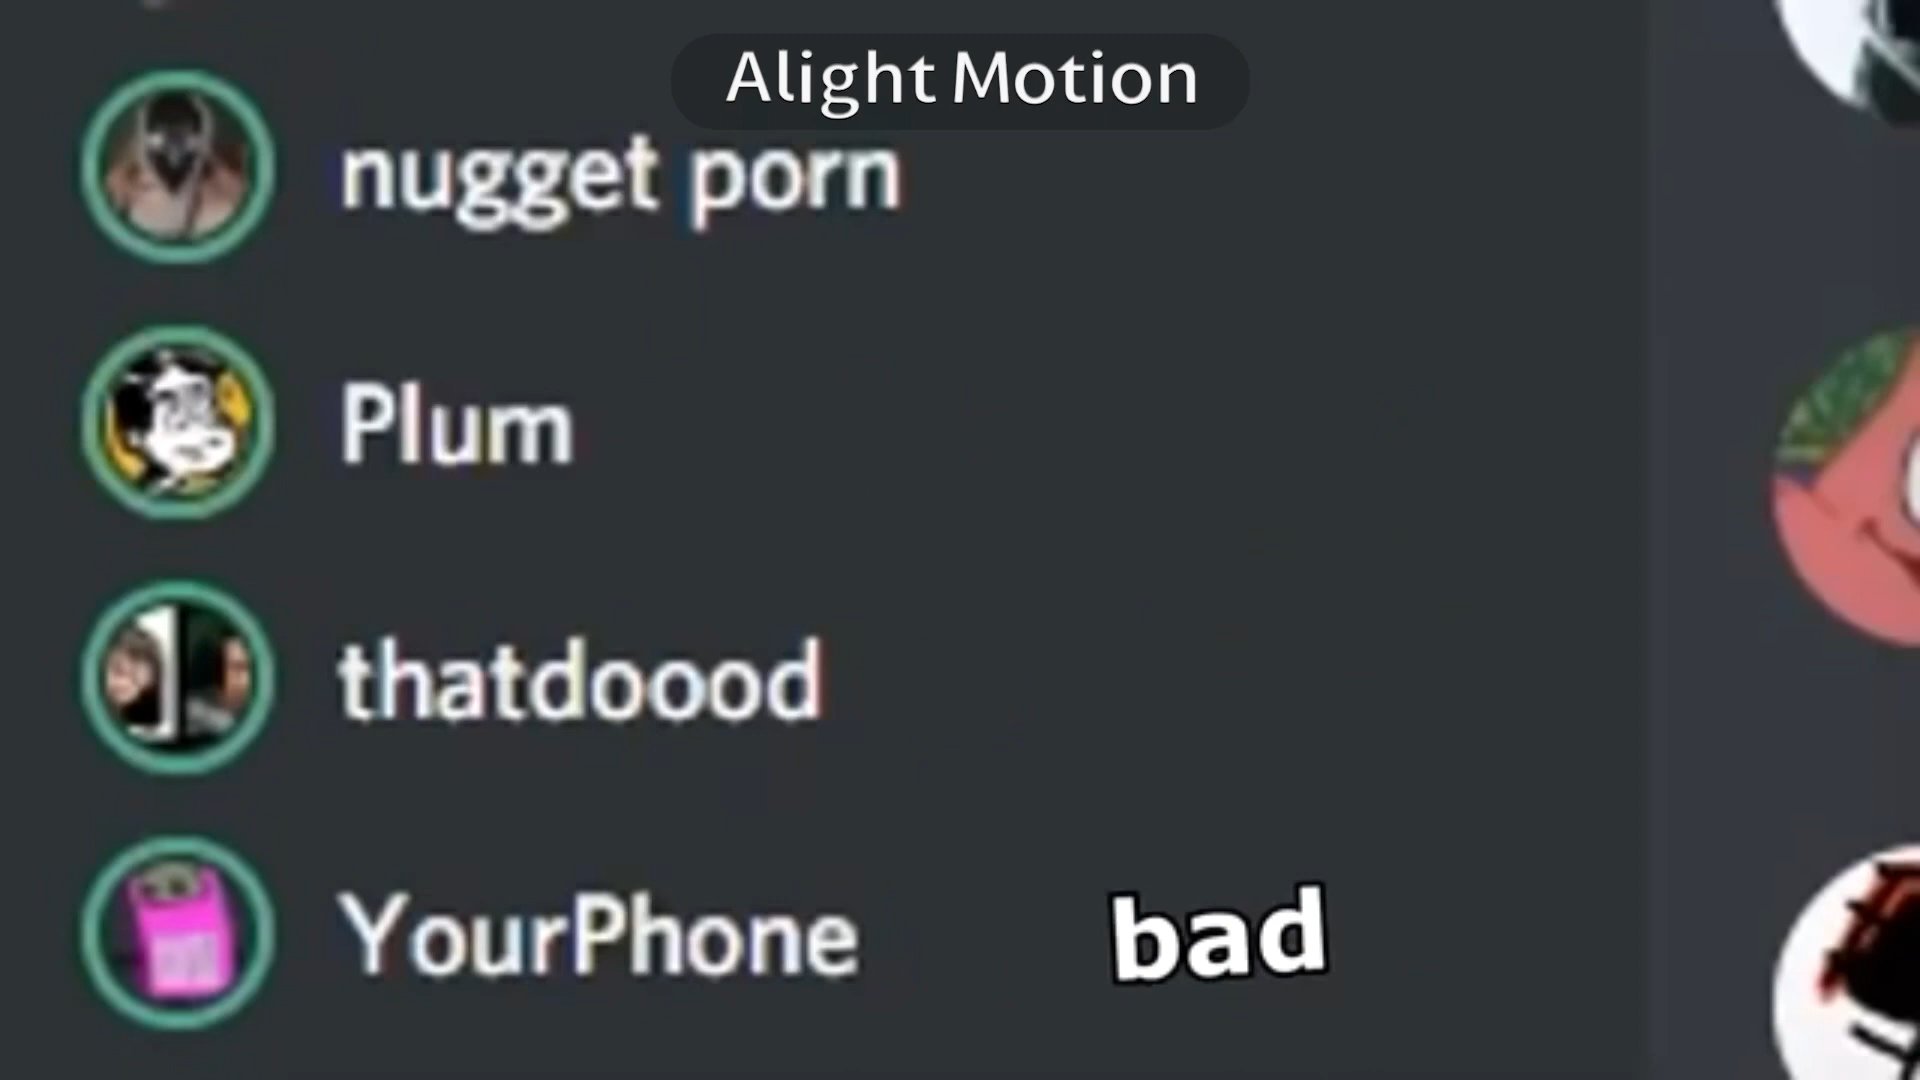 Alight Motion
nugget porn
Plum
thatdoood
YourPhone
bad